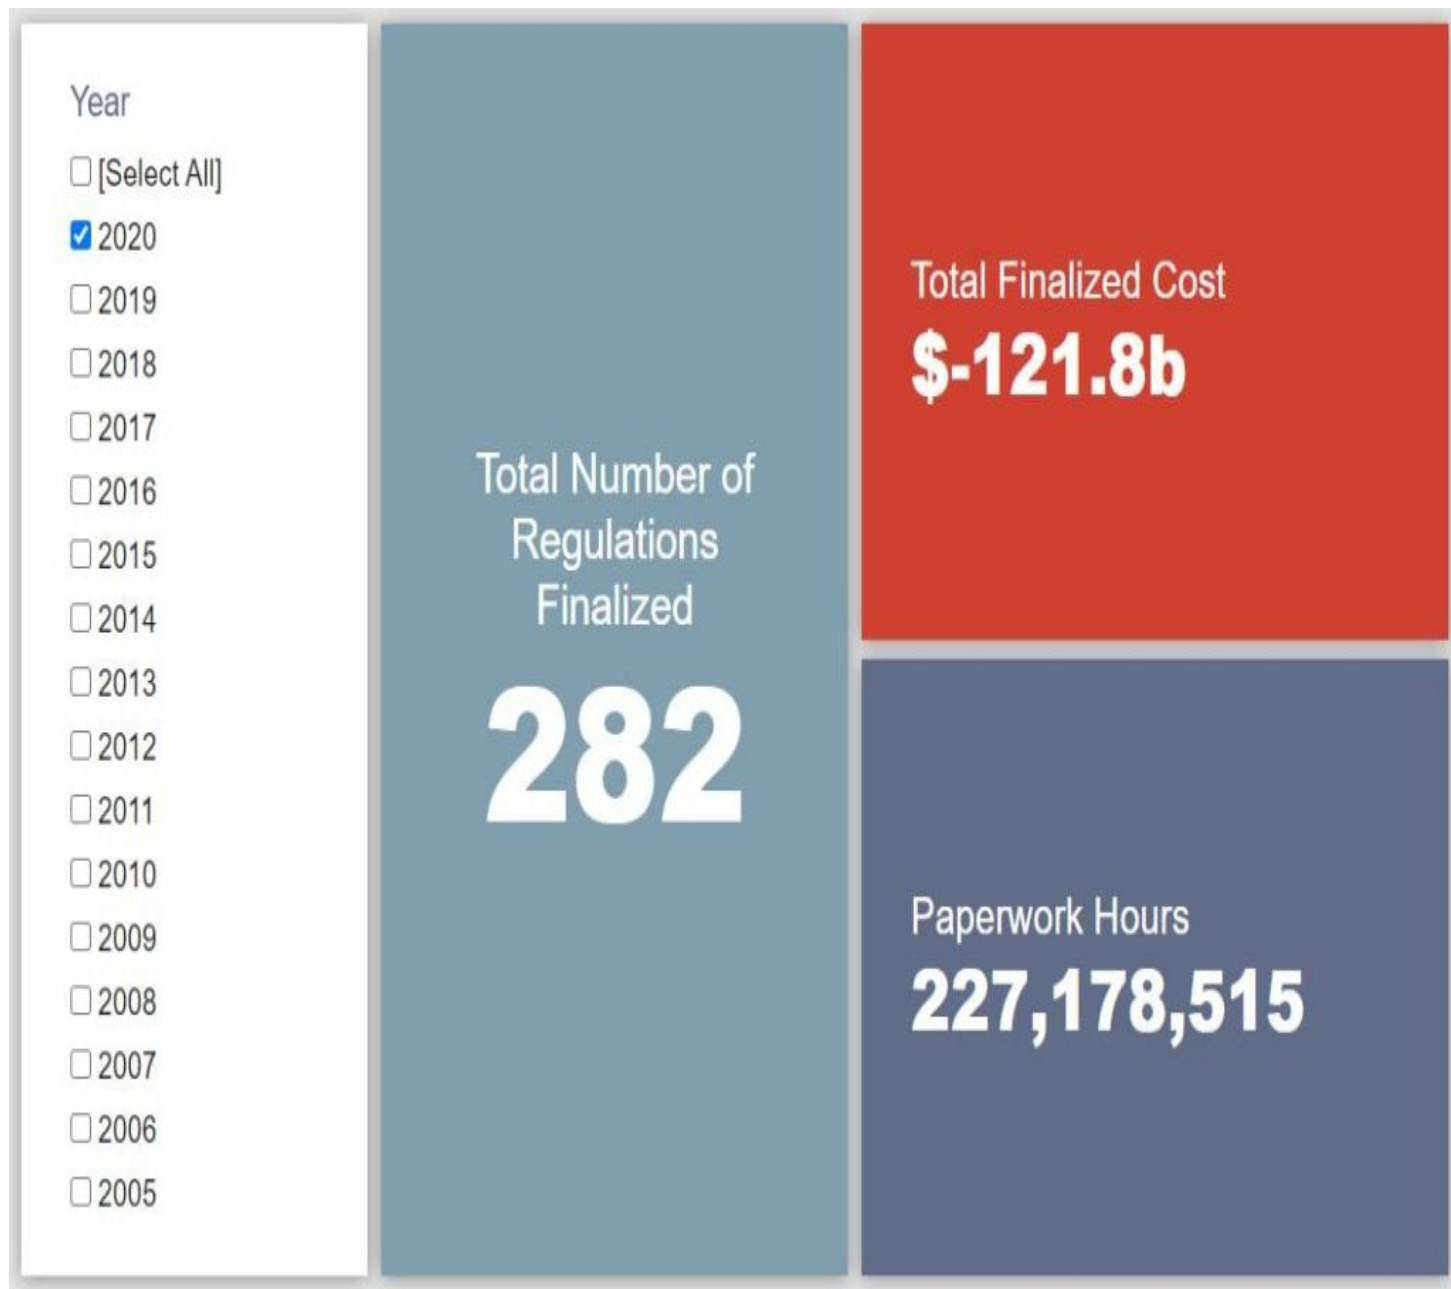 Year
[Select All]
2020
2019
2018
2017
2016
2015
2014
2013
2012
2011
2010
2009
2008
2007
2006
2005
Total Number of
Regulations
Finalized
282
Total Finalized Cost
$-121.8b
Paperwork Hours
227,178,515